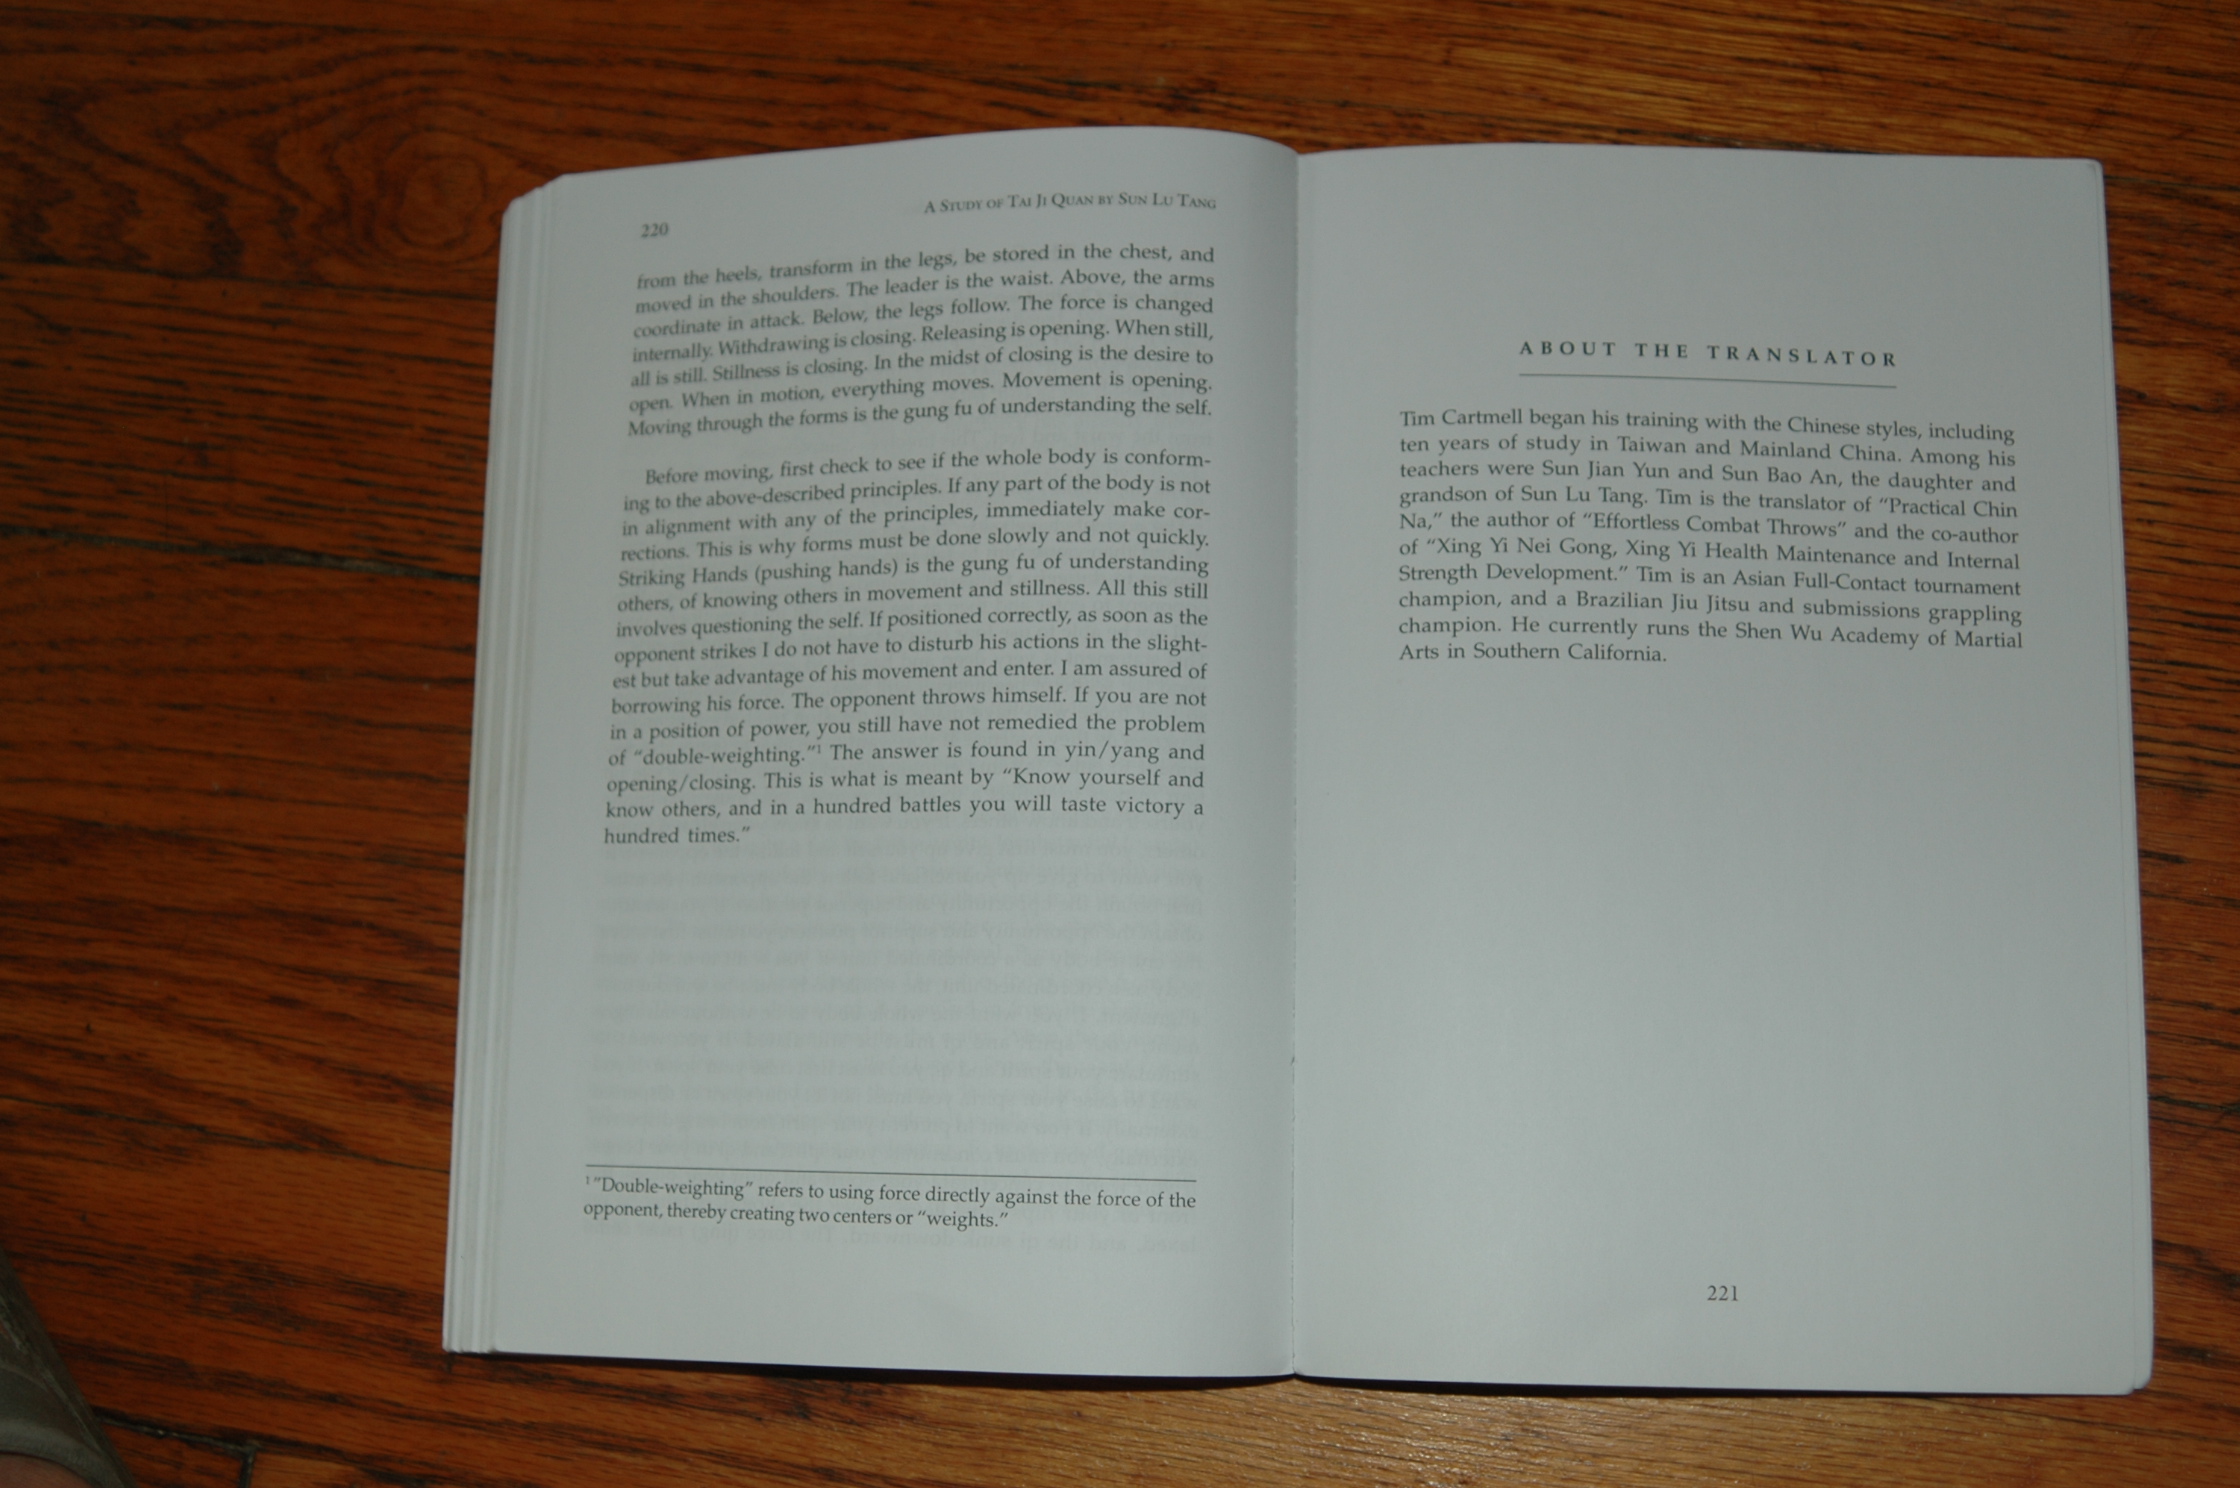 220
A STUDY OF TAI JI QUAN BY SUN LU TANG
from the heels, transform in the legs, be stored in the chest, and
moved in the shoulders. The leader is the waist. Above, the arms
coordinate in attack. Below, the legs follow. The force is changed
internally. Withdrawing is closing. Releasing is opening. When still,
all is still. Stillness is closing. In the midst of closing is the desire to
open. When in motion, everything moves. Movement is opening.
Moving through the forms is the gung fu of understanding the self.
Before moving, first check to see if the whole body is conform-
ing to the above-described principles. If any part of the body is not
in alignment with any of the principles, immediately make cor-
rections. This is why forms must be done slowly and not quickly.
Striking Hands (pushing hands) is the gung fu of understanding
others, of knowing others in movement and stillness. All this still
involves questioning the self. If positioned correctly, as soon as the
opponent strikes I do not have to disturb his actions in the slight-
est but take advantage of his movement and enter. I am assured of
borrowing his force. The opponent throws himself. If you are not
in a position of power, you still have not remedied the problem
of “double-weighting.”¹ The answer is found in yin/yang and
opening/closing. This is what is meant by “Know yourself and
know others, and in a hundred battles you will taste victory a
hundred times.”
¹ “Double-weighting” refers to using force directly against the force of the
opponent, thereby creating two centers or “weights.”
ABOUT THE TRANSLATOR
Tim Cartmell began his training with the Chinese styles, including
ten years of study in Taiwan and Mainland China. Among his
teachers were Sun Jian Yun and Sun Bao An, the daughter and
grandson of Sun Lu Tang. Tim is the translator of “Practical Chin
Na,” the author of “Effortless Combat Throws” and the co-author
of “Xing Yi Nei Gong, Xing Yi Health Maintenance and Internal
Strength Development.” Tim is an Asian Full-Contact tournament
champion, and a Brazilian Jiu Jitsu and submissions grappling
champion. He currently runs the Shen Wu Academy of Martial
Arts in Southern California.
221